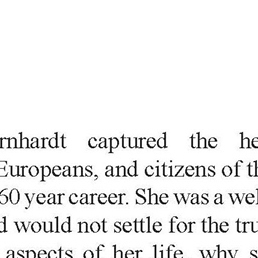 rnhardt captured the he
Europeans, and citizens of th
60 year career. She was a wel
d would not settle for the tru
aspects of her life, why s